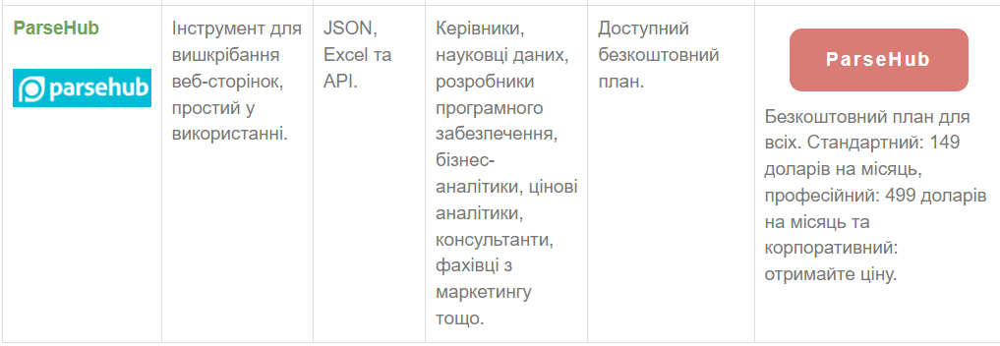 ParseHub
parsehub
Інструмент для
вишкрібання
веб-сторінок,
простий у
використанні.
JSON,
Excel та
API.
Керівники,
науковці даних,
розробники
програмного
забезпечення,
бізнес-
аналітики, цінові
аналітики,
консультанти,
фахівці з
маркетингу
тощо.
Доступний
безкоштовний
план.
ParseHub
Безкоштовний план для
всіх. Стандартний: 149
доларів на місяць,
професійний: 499 доларів
на місяць та
корпоративний:
отримайте ціну.